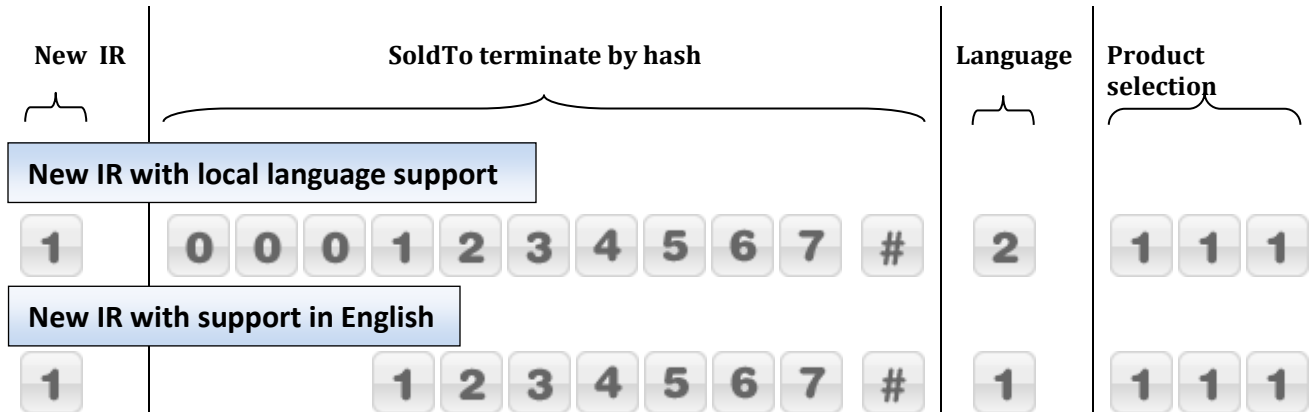 New IR SoldTo terminate by hash Language Product selection
New IR with local language support
1 0 0 0 1 2 3 4 5 6 7 # 2 1 1 1
New IR with support in English
1 1 2 3 4 5 6 7 # 1 1 1 1